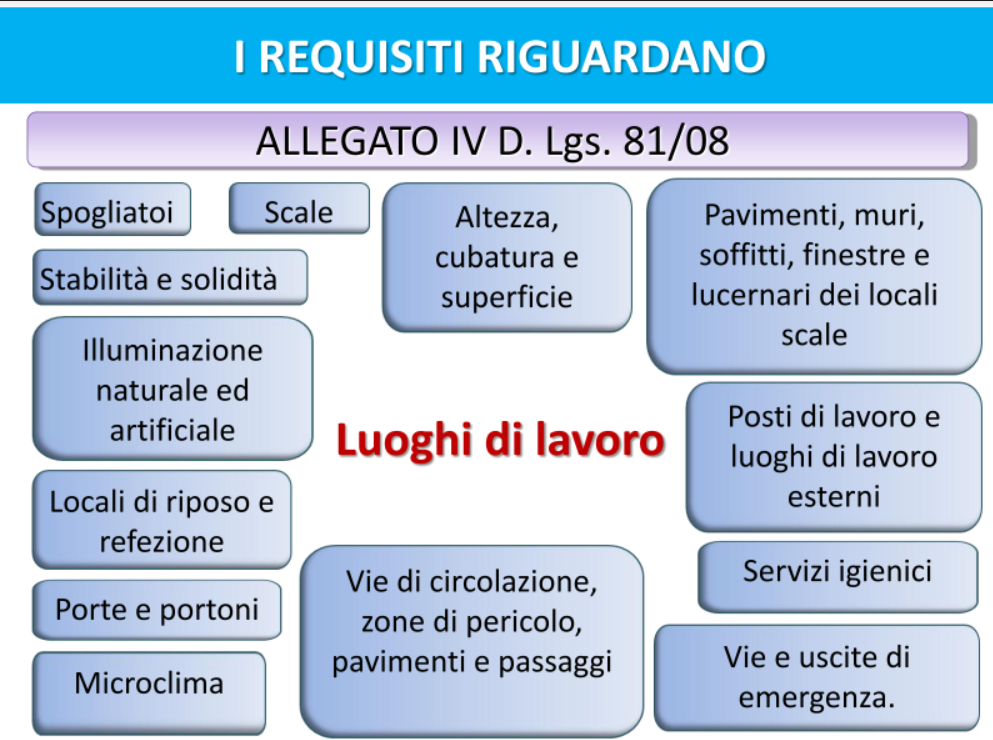 I REQUISITI RIGUARDANO
ALLEGATO IV D. Lgs. 81/08
Spogliatoi
Scale
Altezza,
cubatura e
superficie
Pavimenti, muri,
soffitti, finestre e
lucernari dei locali
scale
Stabilità e solidità
Illuminazione
naturale ed
artificiale
Luoghi di lavoro
Posti di lavoro e
luoghi di lavoro
esterni
Locali di riposo e
refezione
Vie di circolazione,
zone di pericolo,
pavimenti e passaggi
Servizi igienici
Porte e portoni
Microclima
Vie e uscite di
emergenza.